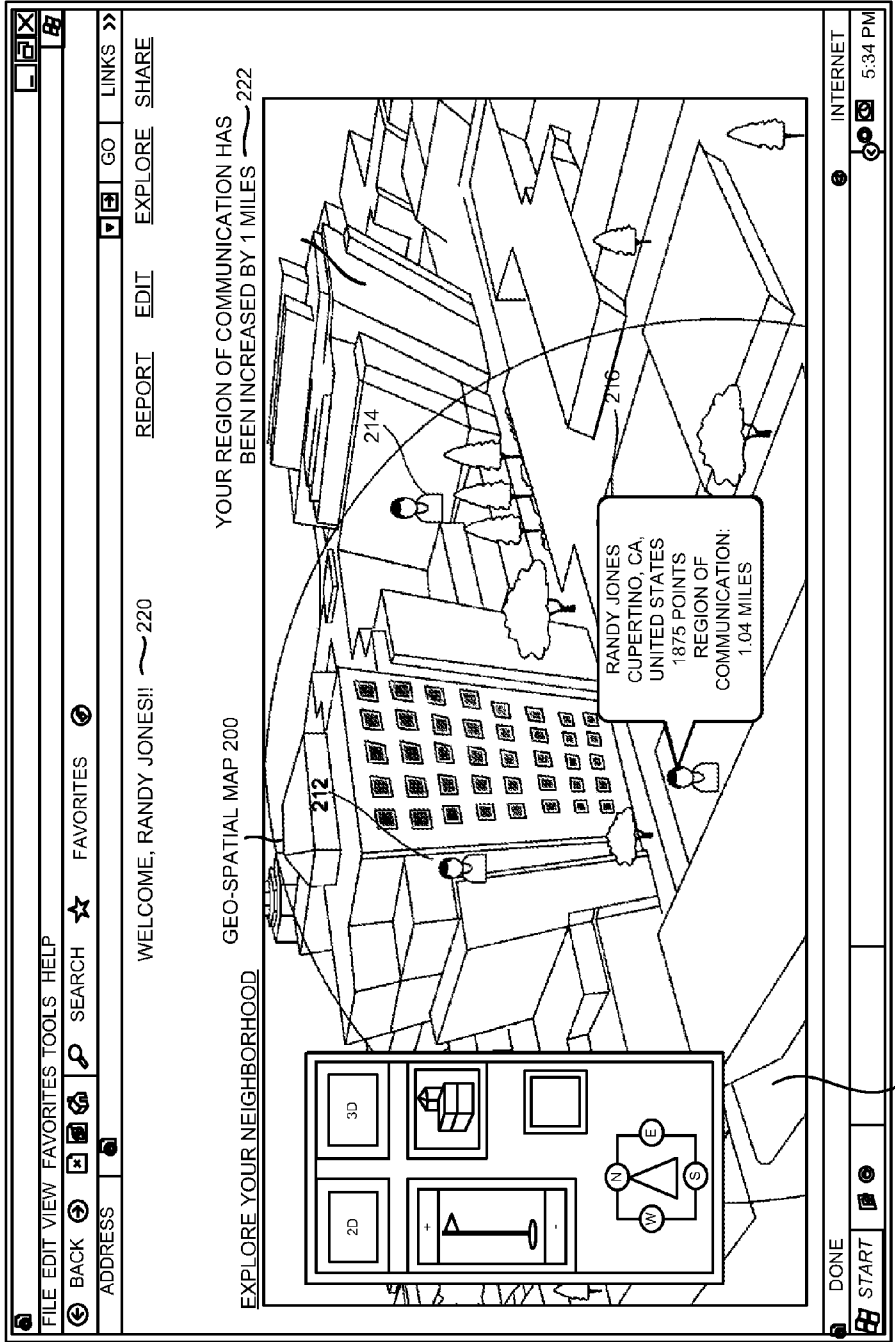 FILE EDIT VIEW FAVORITES TOOLS HELP
BACK SEARCH FAVORITES
ADDRESS GO LINKS >>
WELCOME, RANDY JONES!! 220
REPORT EDIT EXPLORE SHARE
EXPLORE YOUR NEIGHBORHOOD
GEO-SPATIAL MAP 200
YOUR REGION OF COMMUNICATION HAS
BEEN INCREASED BY 1 MILES 222
2D 3D
+
-
N
W E
S
212
214
216
RANDY JONES
CUPERTINO, CA,
UNITED STATES
1875 POINTS
REGION OF
COMMUNICATION:
1.04 MILES
DONE INTERNET
START 5:34 PM